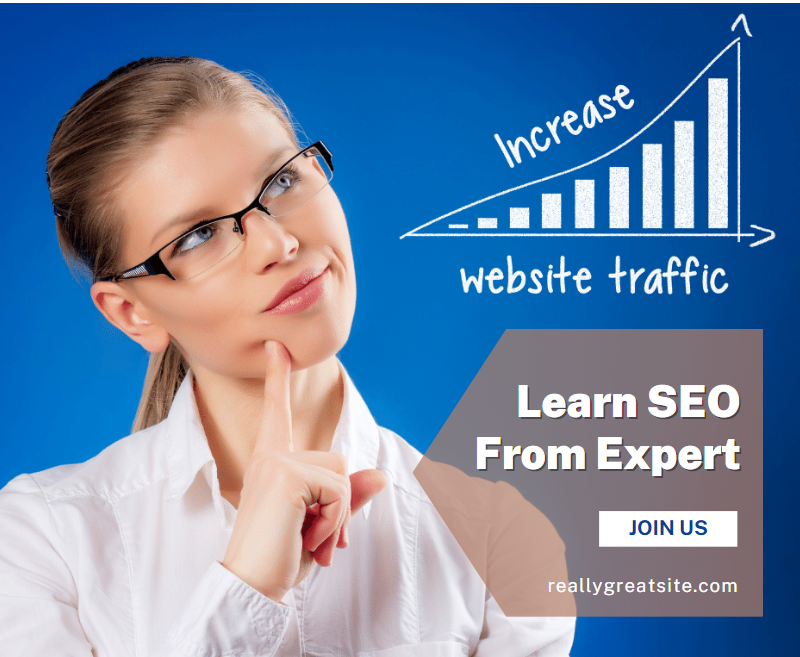 Increase
website traffic
Learn SEO
From Expert
JOIN US
reallygreatsite.com